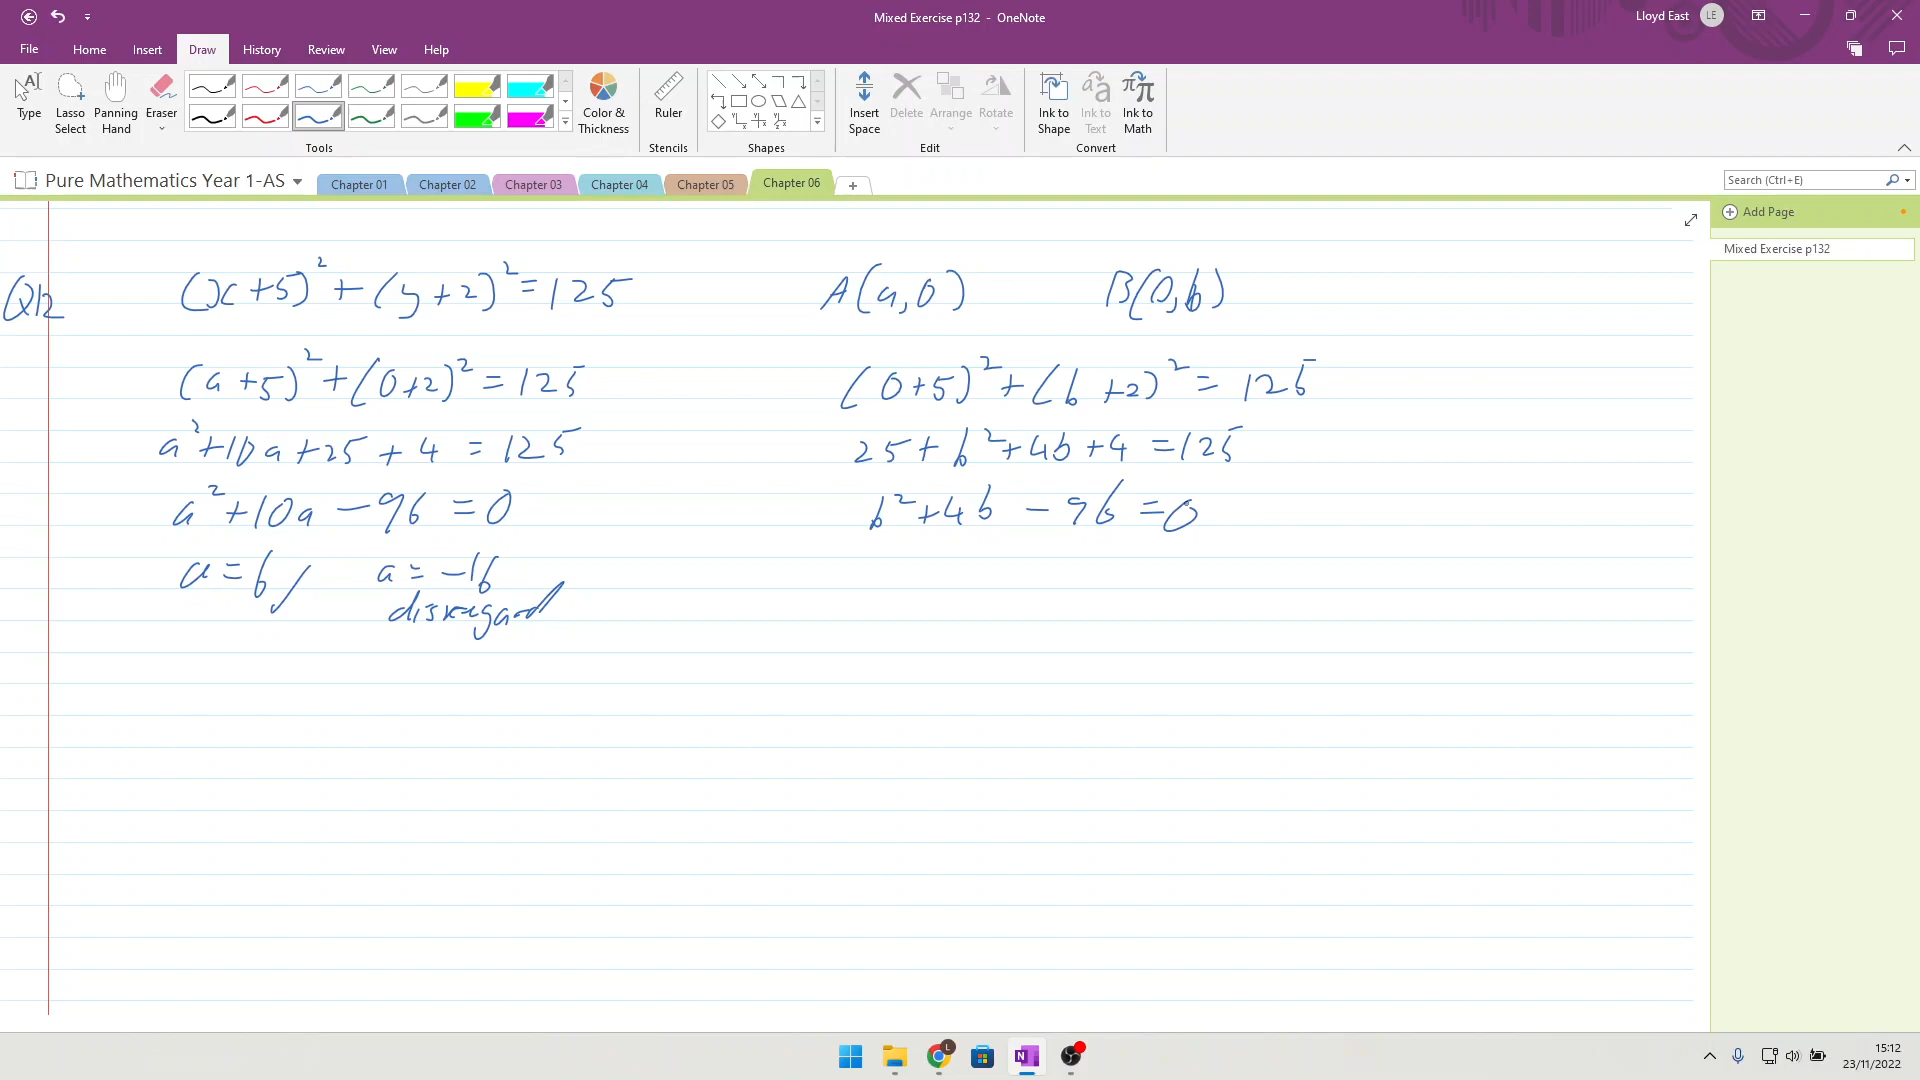 Mixed Exercise p132 - OneNote
Lloyd East LE
File Home Insert Draw History Review View Help
Type
Lasso Select
Panning Hand
Eraser
Color & Thickness
Ruler
Insert Space
Delete
Arrange
Rotate
Ink to Shape
Ink to Text
Ink to Math
Tools Stencils Shapes Edit Convert
Pure Mathematics Year 1-AS Chapter 01 Chapter 02 Chapter 03 Chapter 04 Chapter 05 Chapter 06
Search (Ctrl+E)
Add Page
Mixed Exercise p132
Q12 (x+5)² + (y+2)² = 125 A(a,0) B(0,b)
(a+5)² + (0+2)² = 125 (0+5)² + (b+2)² = 125
a²+10a+25+4 = 125 25+b²+4b+4 = 125
a²+10a-96 = 0 b²+4b-96 = 0
a = 6 a = -16
disregard
15:12
23/11/2022